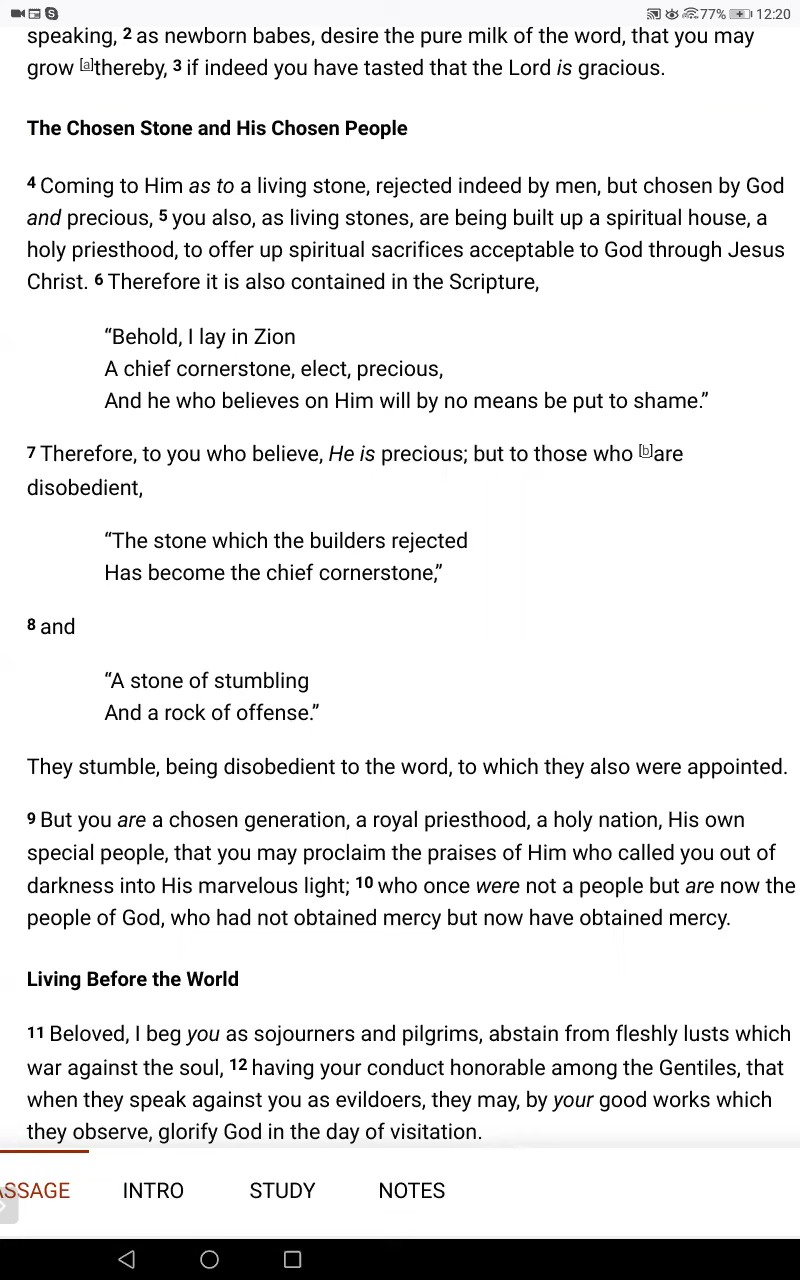 77% 12:20
speaking, 2 as newborn babes, desire the pure milk of the word, that you may
grow [a]thereby, 3 if indeed you have tasted that the Lord is gracious.
The Chosen Stone and His Chosen People
4 Coming to Him as to a living stone, rejected indeed by men, but chosen by God
and precious, 5 you also, as living stones, are being built up a spiritual house, a
holy priesthood, to offer up spiritual sacrifices acceptable to God through Jesus
Christ. 6 Therefore it is also contained in the Scripture,
“Behold, I lay in Zion
A chief cornerstone, elect, precious,
And he who believes on Him will by no means be put to shame.”
7 Therefore, to you who believe, He is precious; but to those who [b]are
disobedient,
“The stone which the builders rejected
Has become the chief cornerstone,”
8 and
“A stone of stumbling
And a rock of offense.”
They stumble, being disobedient to the word, to which they also were appointed.
9 But you are a chosen generation, a royal priesthood, a holy nation, His own
special people, that you may proclaim the praises of Him who called you out of
darkness into His marvelous light; 10 who once were not a people but are now the
people of God, who had not obtained mercy but now have obtained mercy.
Living Before the World
11 Beloved, I beg you as sojourners and pilgrims, abstain from fleshly lusts which
war against the soul, 12 having your conduct honorable among the Gentiles, that
when they speak against you as evildoers, they may, by your good works which
they observe, glorify God in the day of visitation.
ASSAGE INTRO STUDY NOTES